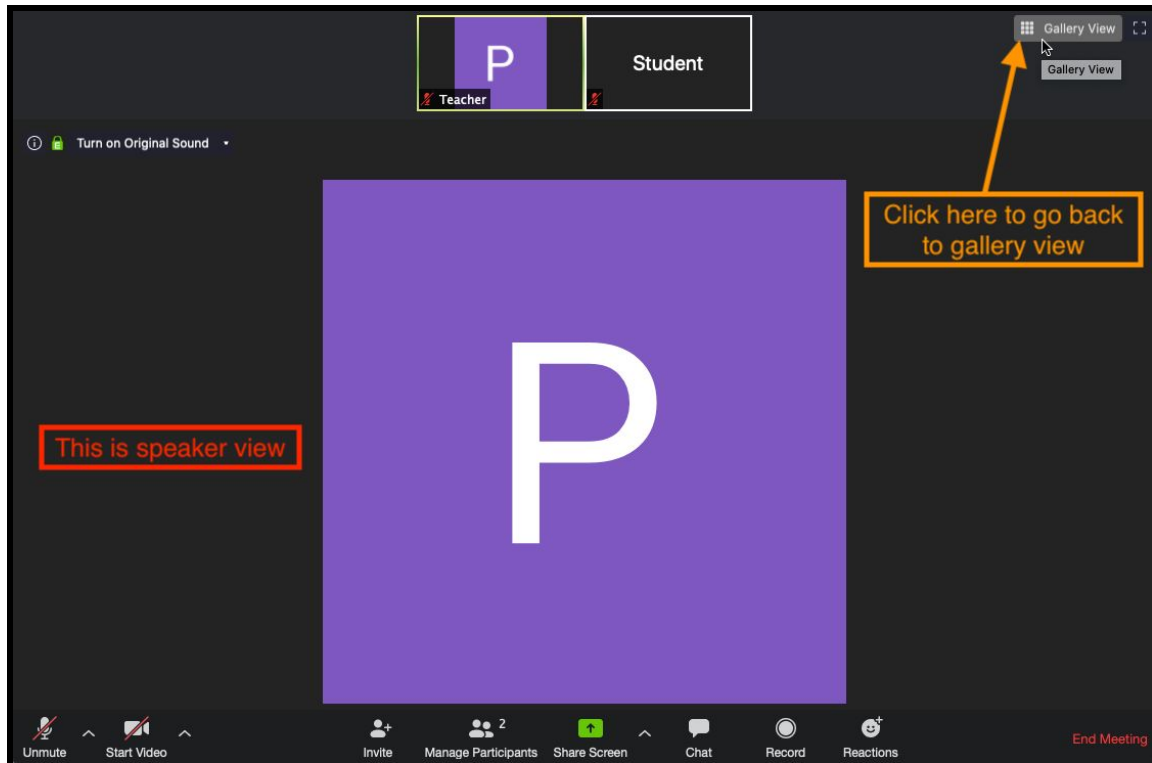 P
Teacher
Student
Gallery View
Gallery View
Turn on Original Sound
Click here to go back
to gallery view
P
This is speaker view
Unmute
Start Video
Invite
Manage Participants
2
Share Screen
Chat
Record
Reactions
End Meeting